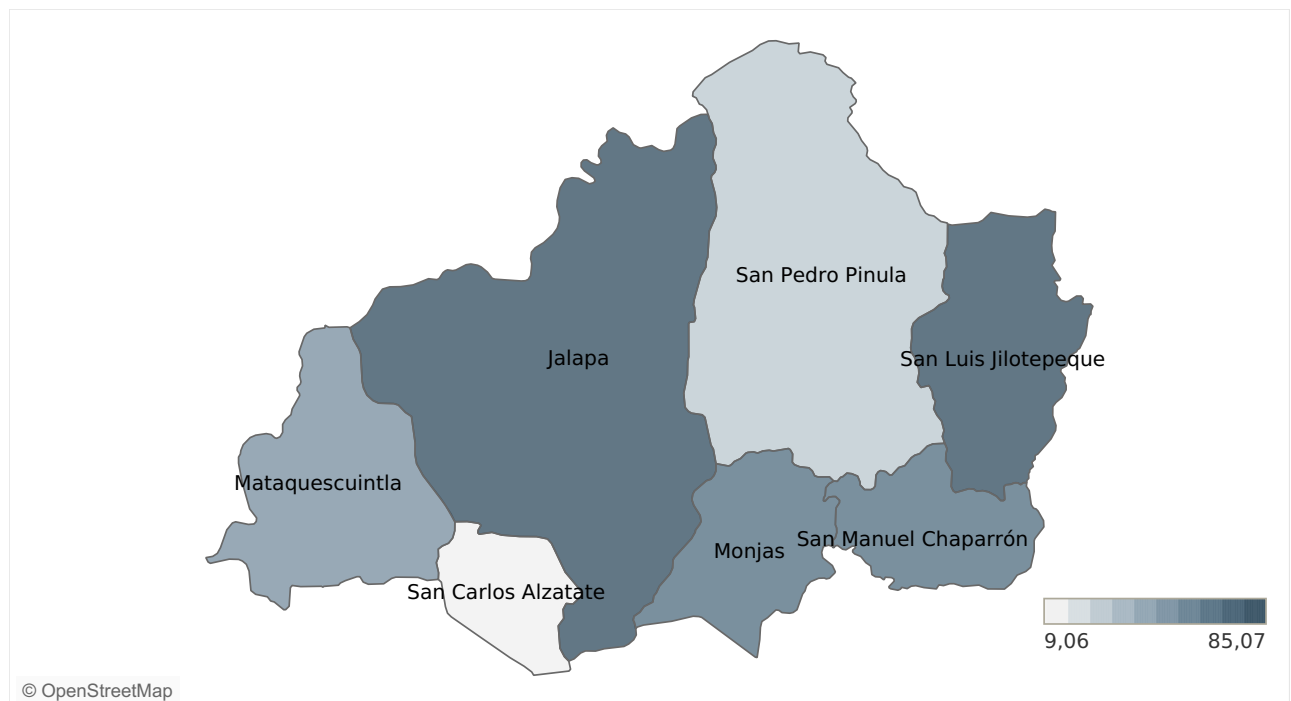 San Pedro Pinula
Jalapa
San Luis Jilotepeque
Mataquescuintla
San Manuel Chaparrón
Monjas
San Carlos Alzatate
9,06
85,07
© OpenStreetMap